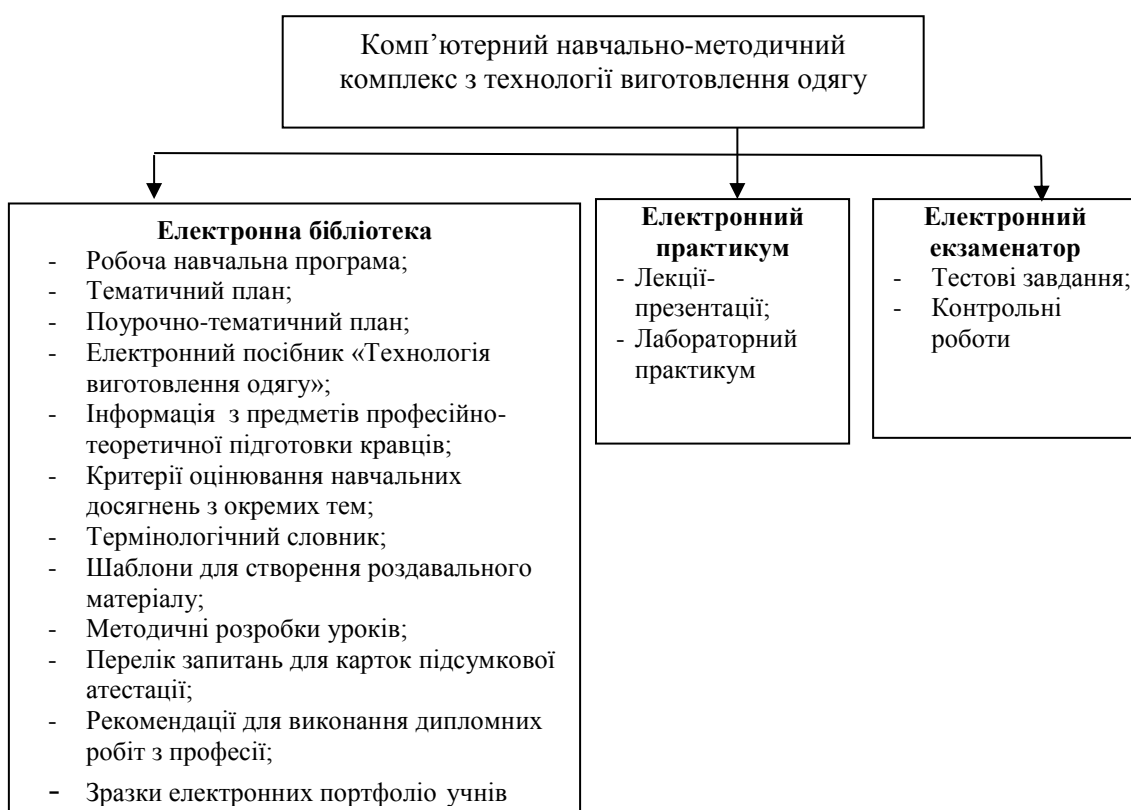 Комп’ютерний навчально-методичний
комплекс з технології виготовлення одягу
Електронна бібліотека
- Робоча навчальна програма;
- Тематичний план;
- Поурочно-тематичний план;
- Електронний посібник «Технологія
виготовлення одягу»;
- Інформація з предметів професійно-
теоретичної підготовки кравців;
- Критерії оцінювання навчальних
досягнень з окремих тем;
- Термінологічний словник;
- Шаблони для створення роздавального
матеріалу;
- Методичні розробки уроків;
- Перелік запитань для карток підсумкової
атестації;
- Рекомендації для виконання дипломних
робіт з професії;
- Зразки електронних портфоліо учнів
Електронний
практикум
- Лекції-
презентації;
- Лабораторний
практикум
Електронний
екзаменатор
- Тестові завдання;
- Контрольні
роботи